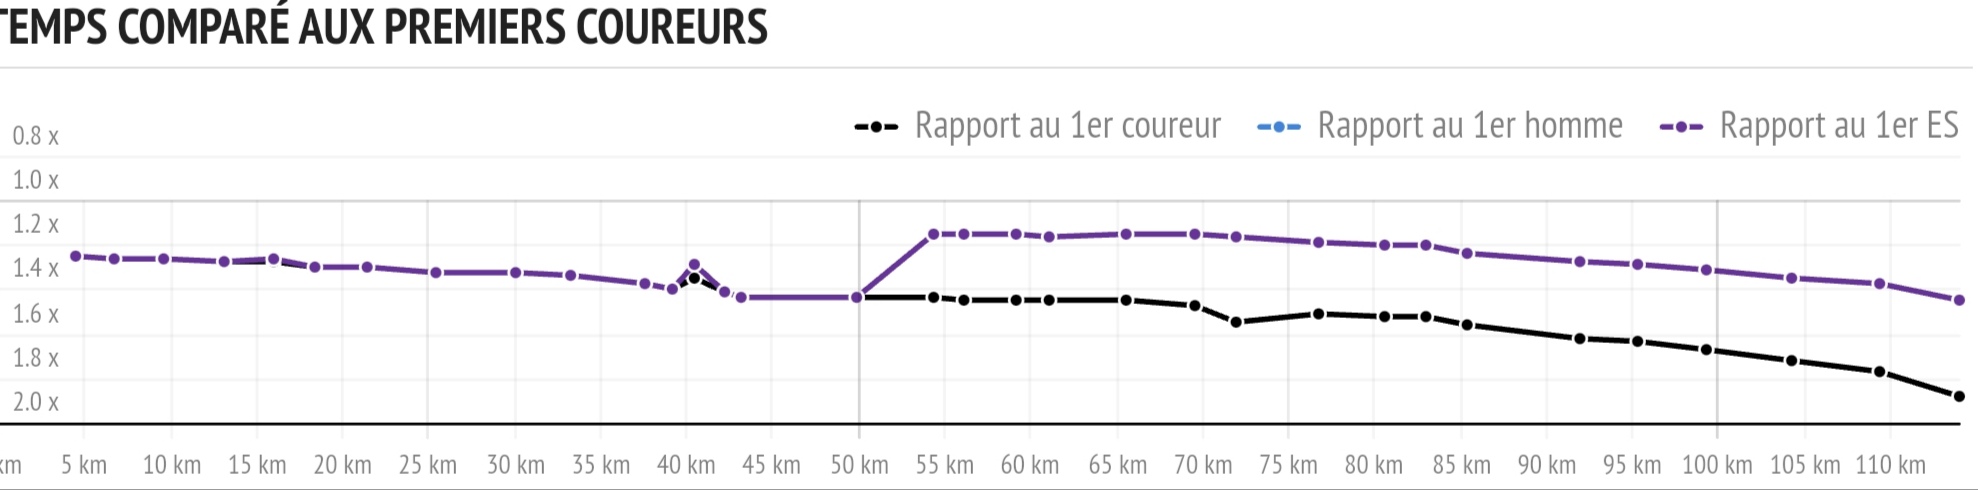 TEMPS COMPARÉ AUX PREMIERS COUREURS
Rapport au 1er coureur Rapport au 1er homme Rapport au 1er ES
0.8 x
1.0 x
1.2 x
1.4 x
1.6 x
1.8 x
2.0 x
km 5 km 10 km 15 km 20 km 25 km 30 km 35 km 40 km 45 km 50 km 55 km 60 km 65 km 70 km 75 km 80 km 85 km 90 km 95 km 100 km 105 km 110 km